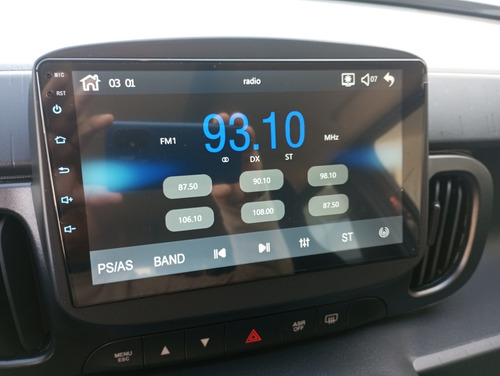 MIC
RST
03 01 radio 07
FM1 93.10 MHz
DX ST
87.50 90.10 98.10
106.10 108.00 87.50
PS/AS BAND ST
MENU
ESC
ASR
OFF